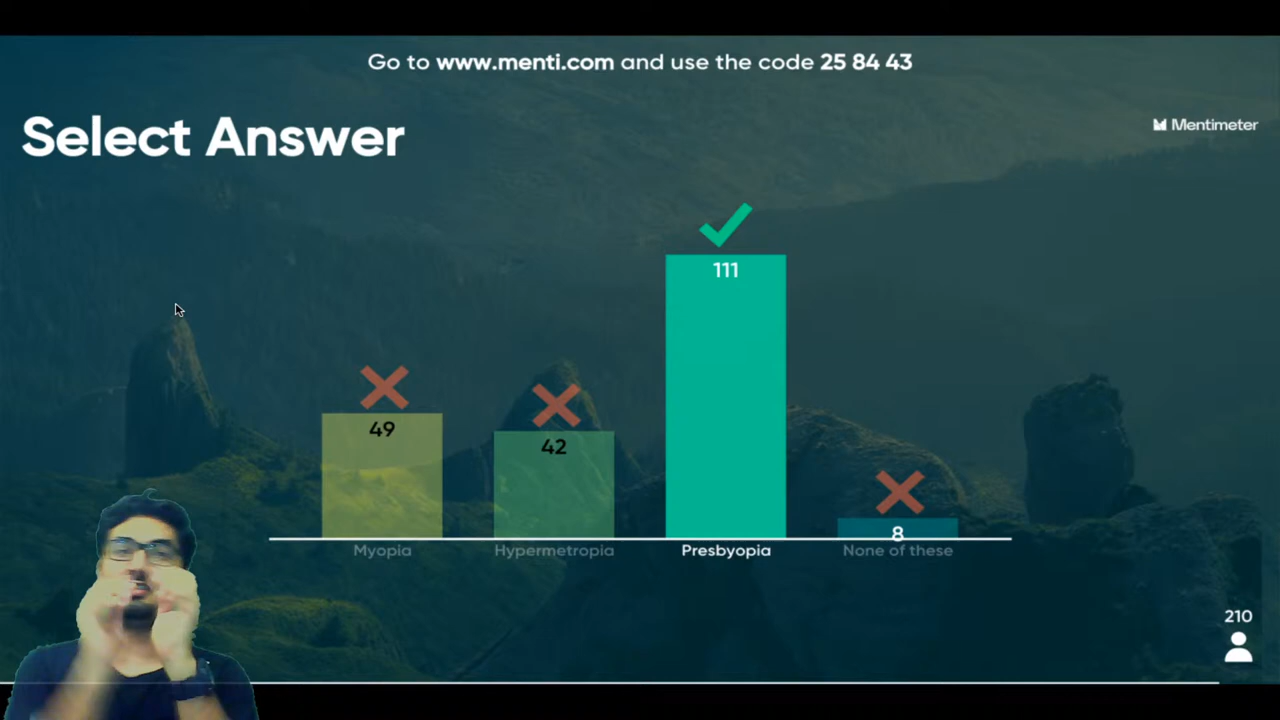 Go to www.menti.com and use the code 25 84 43
Select Answer
Mentimeter
111
49
42
8
Myopia
Hypermetropia
Presbyopia
None of these
210